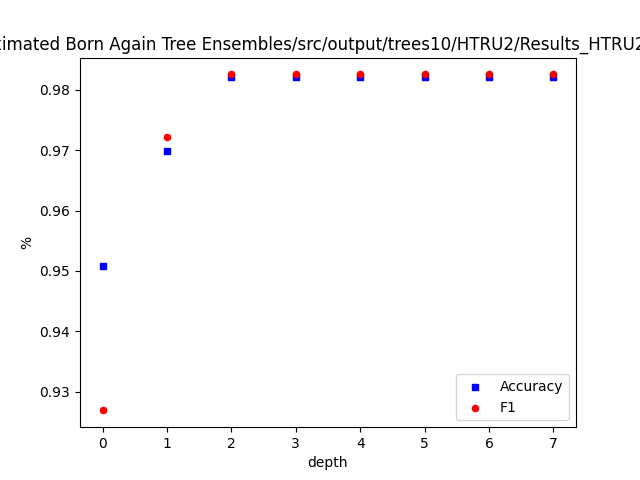 Born Again Tree Ensembles/src/output/trees10/HTRU2/Results_HTRU2
0.98
0.97
0.96
0.95
0.94
0.93
%
0 1 2 3 4 5 6 7
depth
Accuracy
F1